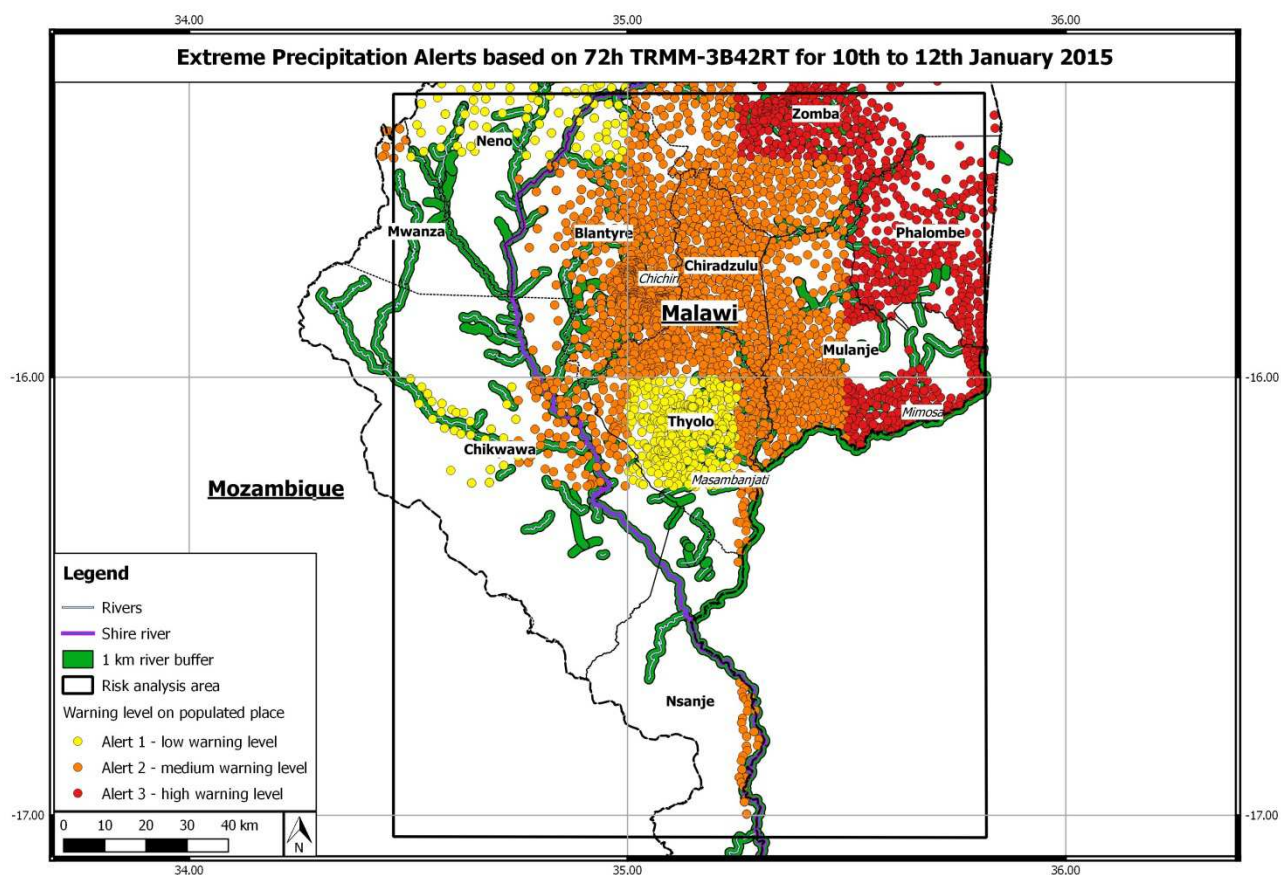 34.00
35.00
36.00
Extreme Precipitation Alerts based on 72h TRMM-3B42RT for 10th to 12th January 2015
Zomba
Neno
Mwanza
Blantyre
Phalombe
Chichiri
Chiradzulu
Malawi
Mulanje
-16.00
-16.00
Mimosa
Thyolo
Chikwawa
Masambanjati
Mozambique
Nsanje
Legend
Rivers
Shire river
1 km river buffer
Risk analysis area
Warning level on populated place
Alert 1 - low warning level
Alert 2 - medium warning level
Alert 3 - high warning level
-17.00
-17.00
0 10 20 30 40 km
N
34.00
35.00
36.00